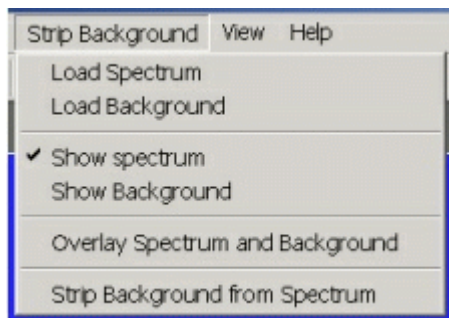 Strip Background View Help
Load Spectrum
Load Background
Show spectrum
Show Background
Overlay Spectrum and Background
Strip Background from Spectrum